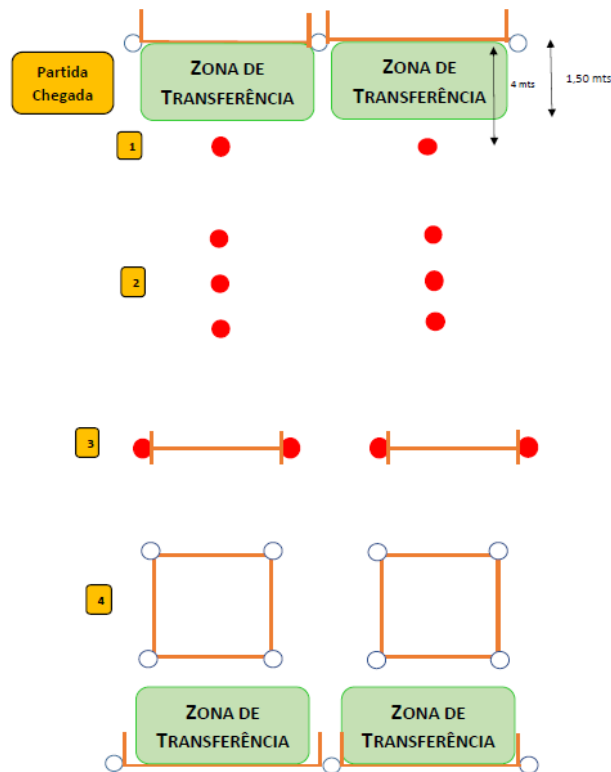 Partida
Chegada
ZONA DE
TRANSFERÊNCIA
ZONA DE
TRANSFERÊNCIA
4 mts
1,50 mts
1
2
3
4
ZONA DE
TRANSFERÊNCIA
ZONA DE
TRANSFERÊNCIA